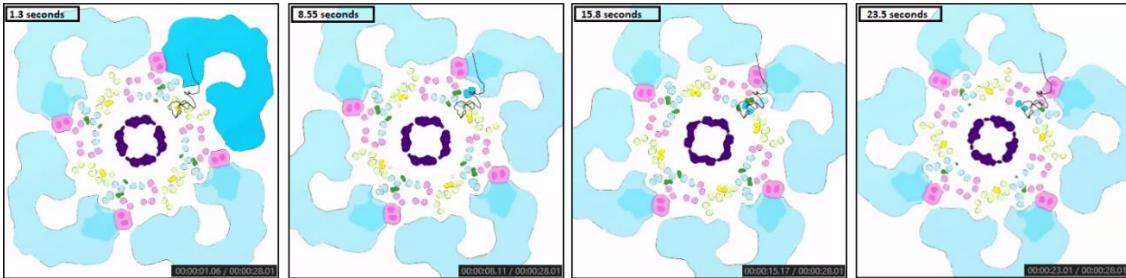 1.3 seconds
8.55 seconds
15.8 seconds
23.5 seconds
00:00:01.06 / 00:00:28.01
00:00:08.11 / 00:00:28.01
00:00:15.17 / 00:00:28.01
00:00:23.01 / 00:00:28.01